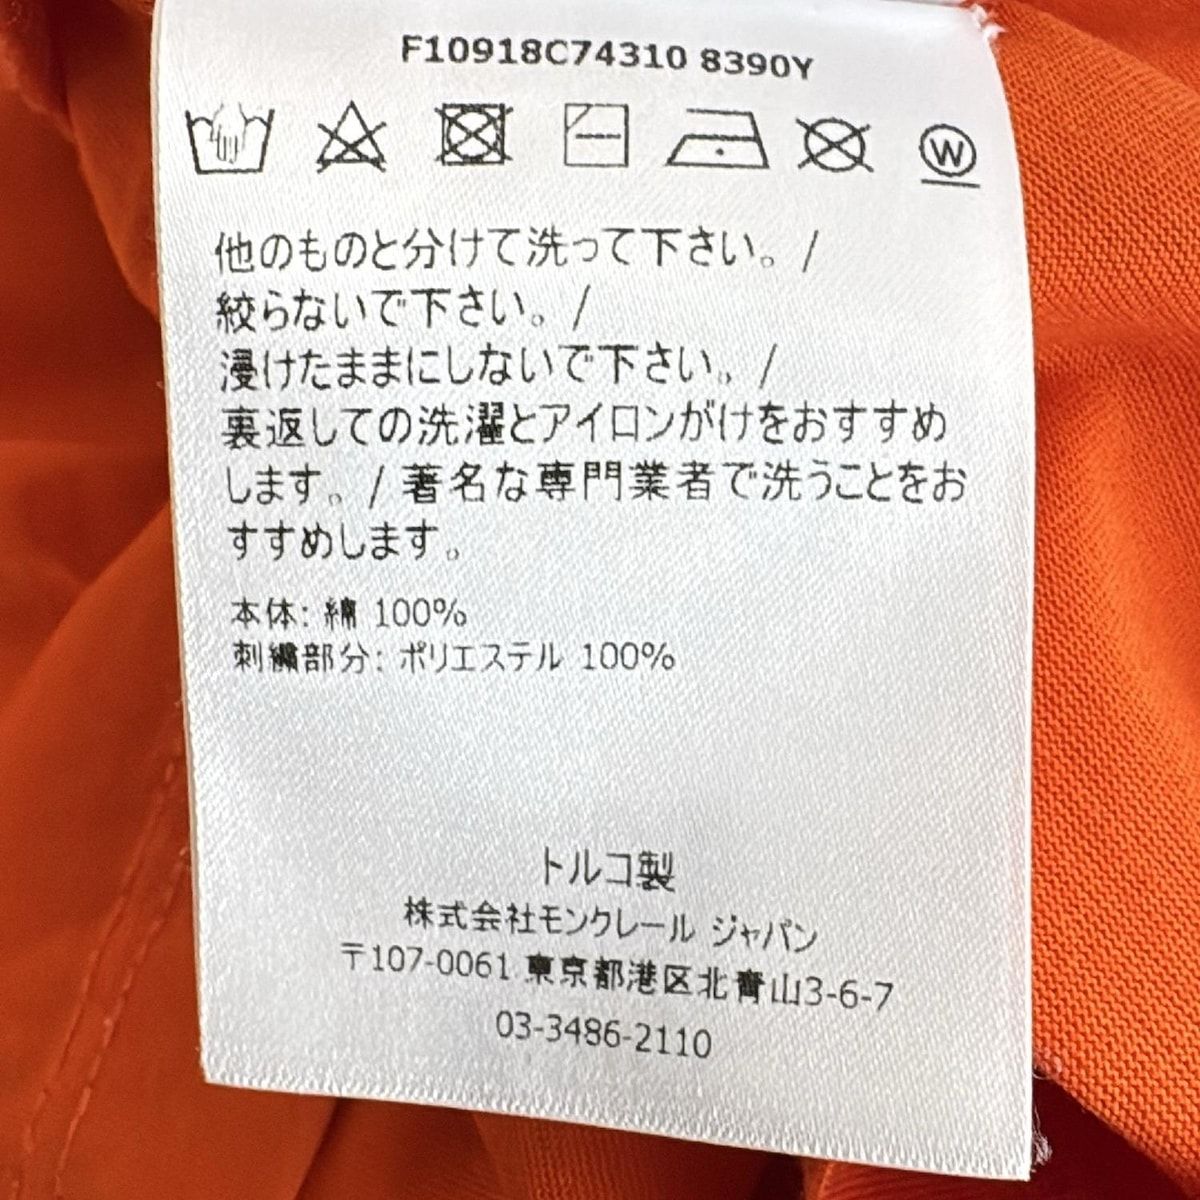 F10918C74310 8390Y
W
他のものと分けて洗って下さい。/
絞らないで下さい。/
浸けたままにしないで下さい。/
裏返しての洗濯とアイロンがけをおすすめ
します。/ 著名な専門業者で洗うことをお
すすめします。
本体: 綿 100%
刺繍部分: ポリエステル 100%
トルコ製
株式会社モンクレール ジャパン
〒107-0061 東京都港区北青山3-6-7
03-3486-2110